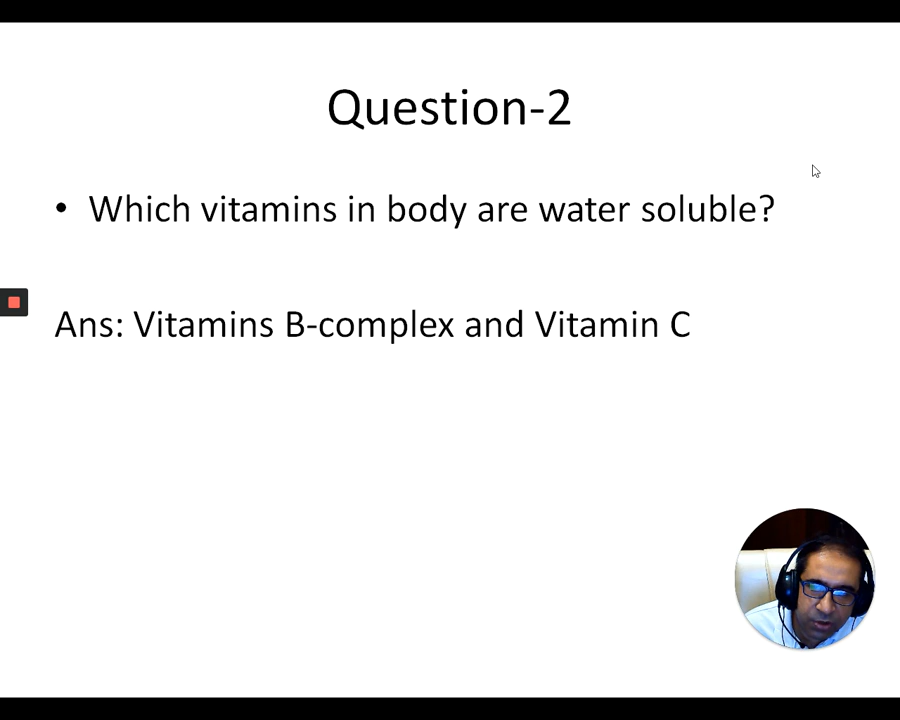 Question-2
• Which vitamins in body are water soluble?
Ans: Vitamins B-complex and Vitamin C